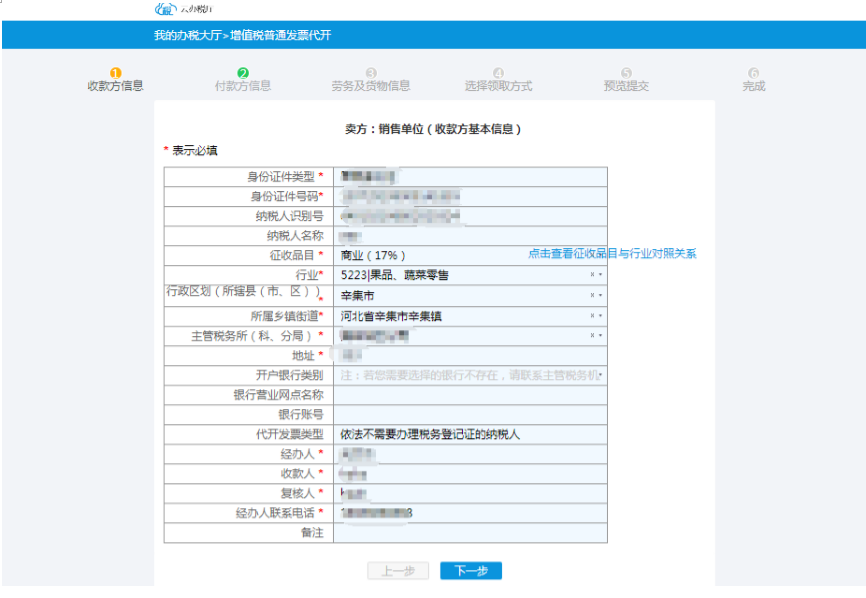 云办税厅
我的办税大厅>增值税普通发票代开
1 2 3 4 5 6
收款方信息 付款方信息 劳务及货物信息 选择领取方式 预览提交 完成
卖方：销售单位（收款方基本信息）
* 表示必填
身份证件类型 *
身份证件号码*
纳税人识别号
纳税人名称
征收品目 * 商业（17%） 点击查看征收品目与行业对照关系
行业* 5223|果品、蔬菜零售 x
行政区划（所辖县（市、区））* 辛集市 x
所属乡镇街道* 河北省辛集市辛集镇 x
主管税务所（科、分局） * x
地址 *
开户银行类别 注：若您需要选择的银行不存在，请联系主管税务机
银行营业网点名称
银行账号
代开发票类型 依法不需要办理税务登记证的纳税人
经办人 *
收款人 *
复核人 *
经办人联系电话 *
备注
上一步 下一步